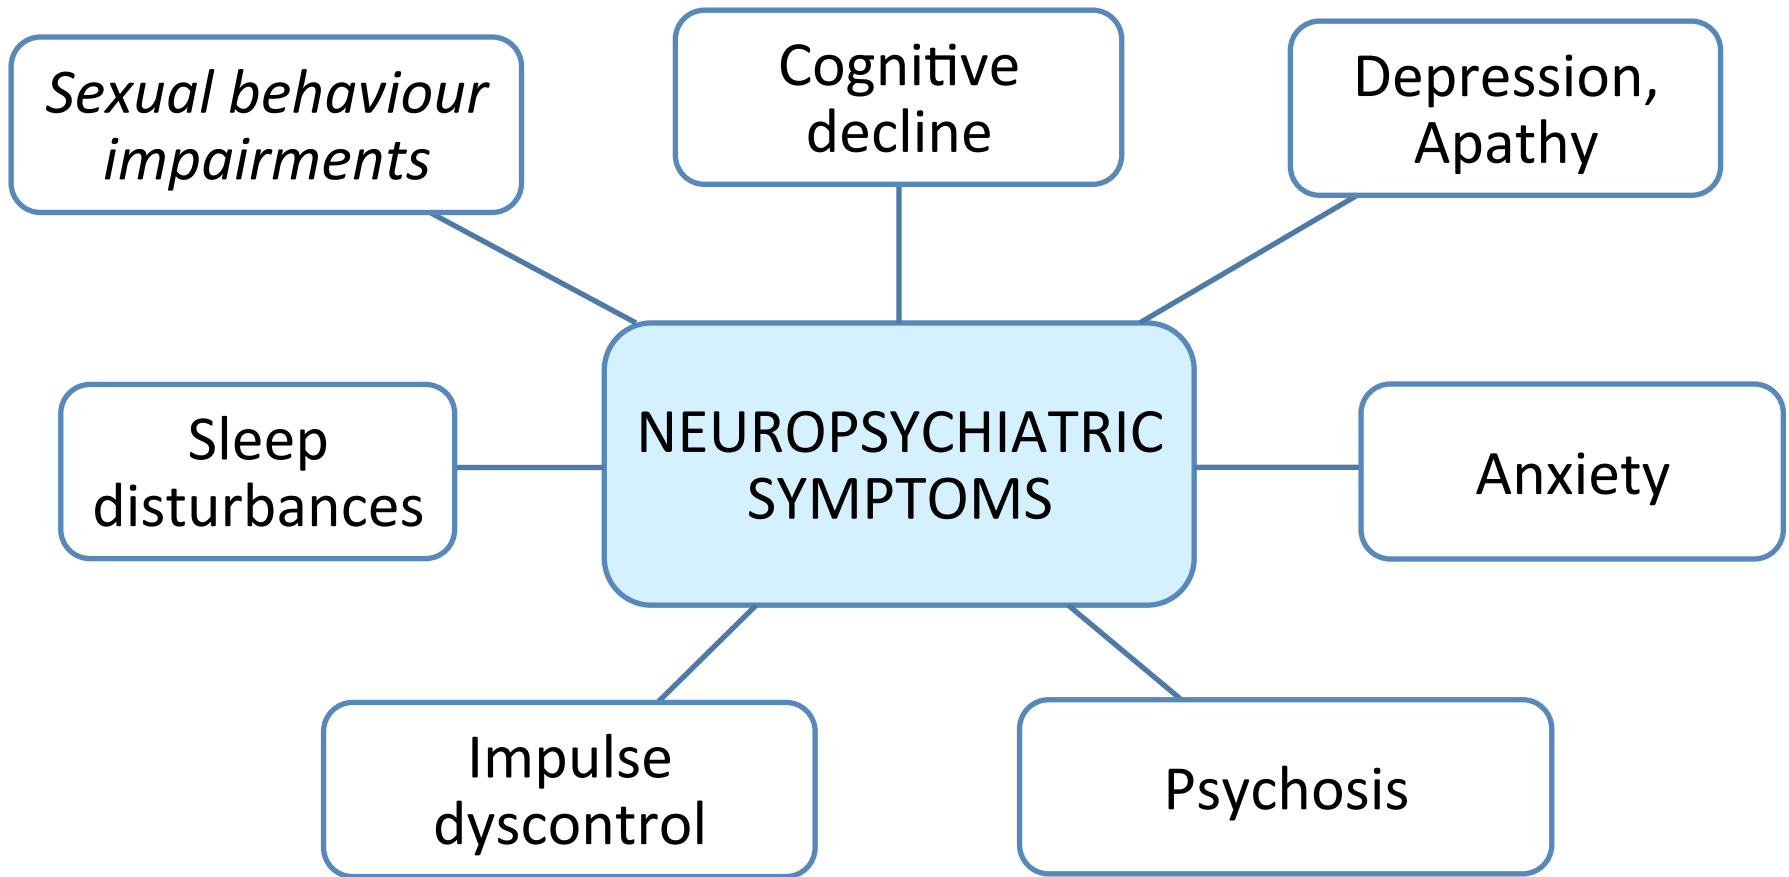 Sexual behaviour
impairments
Cognitive
decline
Depression,
Apathy
Sleep
disturbances
NEUROPSYCHIATRIC
SYMPTOMS
Anxiety
Impulse
dyscontrol
Psychosis